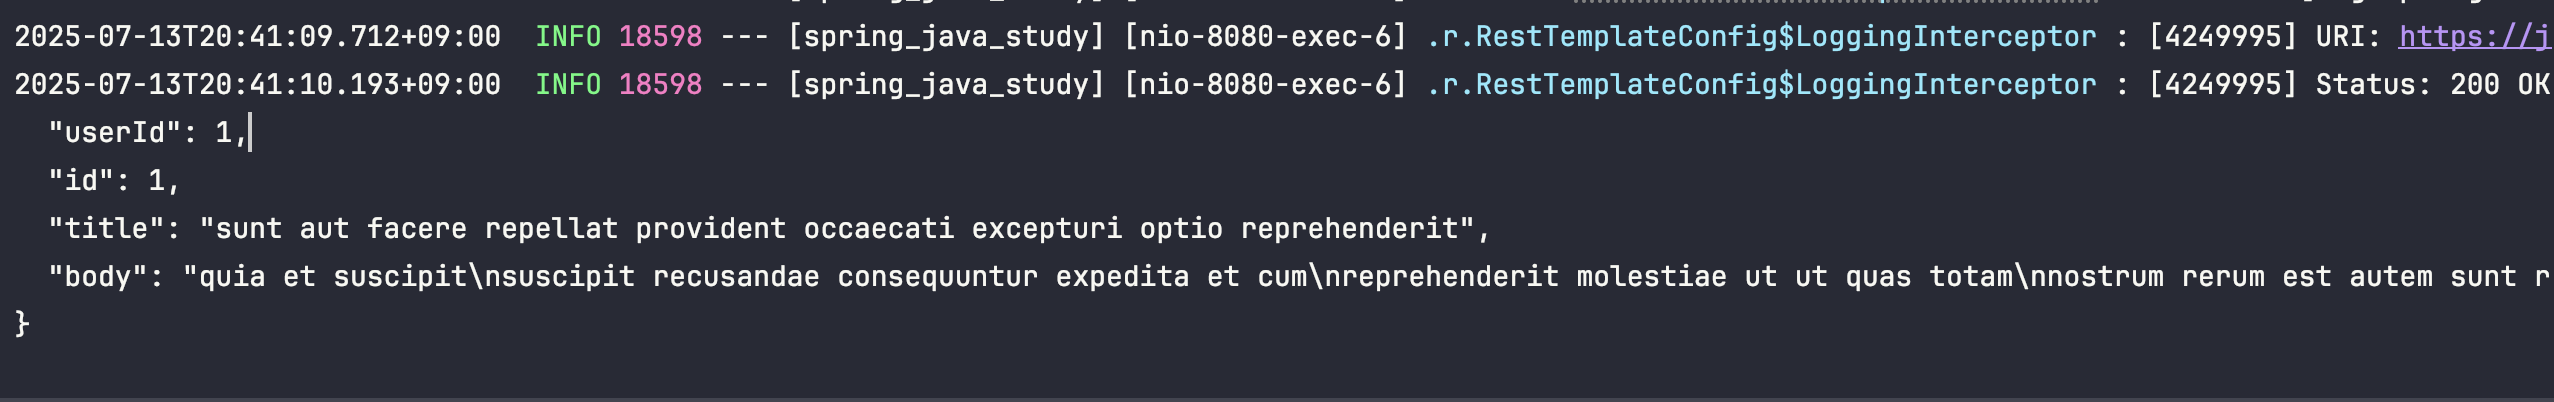 2025-07-13T20:41:09.712+09:00  INFO 18598 --- [spring_java_study] [nio-8080-exec-6] .r.RestTemplateConfig$LoggingInterceptor : [4249995] URI: https://j
2025-07-13T20:41:10.193+09:00  INFO 18598 --- [spring_java_study] [nio-8080-exec-6] .r.RestTemplateConfig$LoggingInterceptor : [4249995] Status: 200 OK
  "userId": 1,
  "id": 1,
  "title": "sunt aut facere repellat provident occaecati excepturi optio reprehenderit",
  "body": "quia et suscipit\nsuscipit recusandae consequuntur expedita et cum\nreprehenderit molestiae ut ut quas totam\nnostrum rerum est autem sunt r
}